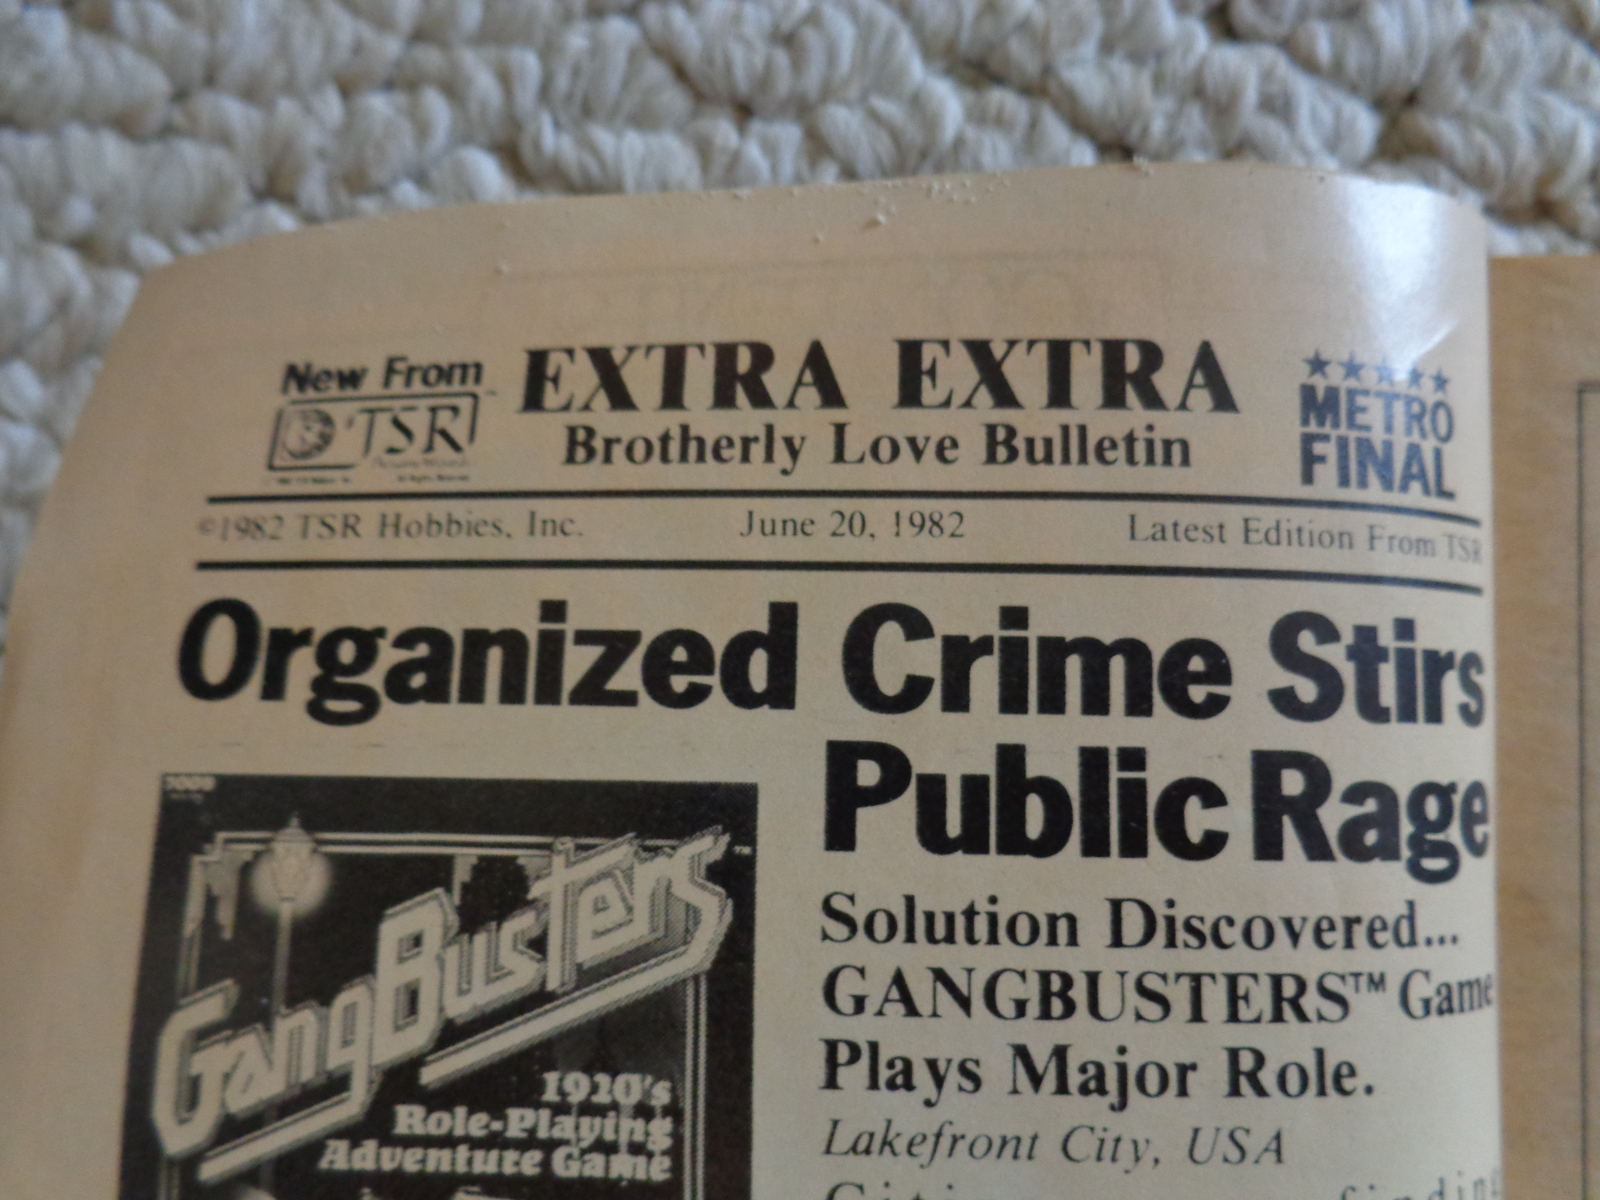 New From
TSR
EXTRA EXTRA
Brotherly Love Bulletin
★★★★★
METRO
FINAL
©1982 TSR Hobbies, Inc. June 20, 1982 Latest Edition From TSR
Organized Crime Stirs
Public Rage
GangBusters™
1920's
Role-Playing
Adventure Game
Solution Discovered...
GANGBUSTERS™ Game
Plays Major Role.
Lakefront City, USA